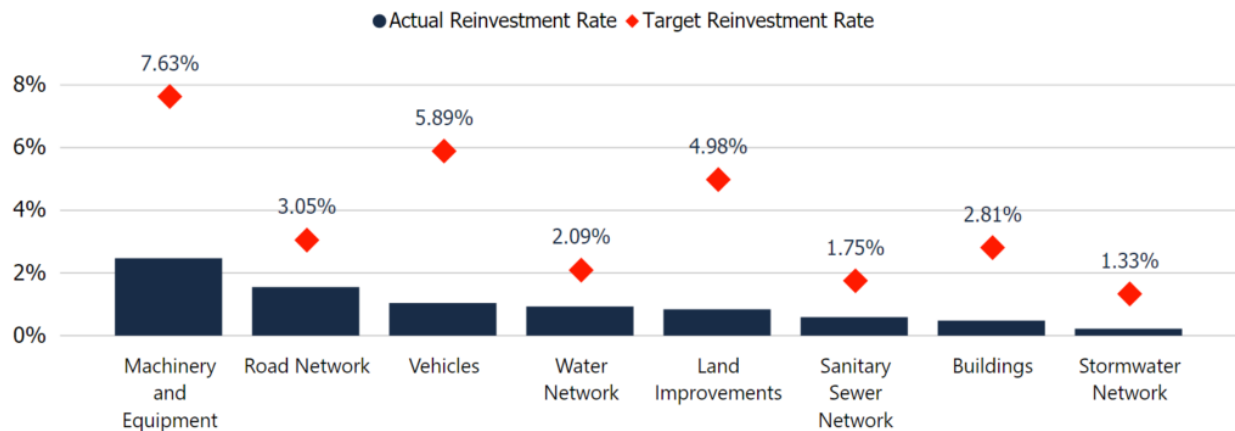 Actual Reinvestment Rate Target Reinvestment Rate
7.63%
8%
5.89%
6%
4.98%
4%
3.05%
2.81%
2.09%
1.75%
1.33%
2%
0%
Machinery
and
Equipment
Road Network
Vehicles
Water
Network
Land
Improvements
Sanitary
Sewer
Network
Buildings
Stormwater
Network